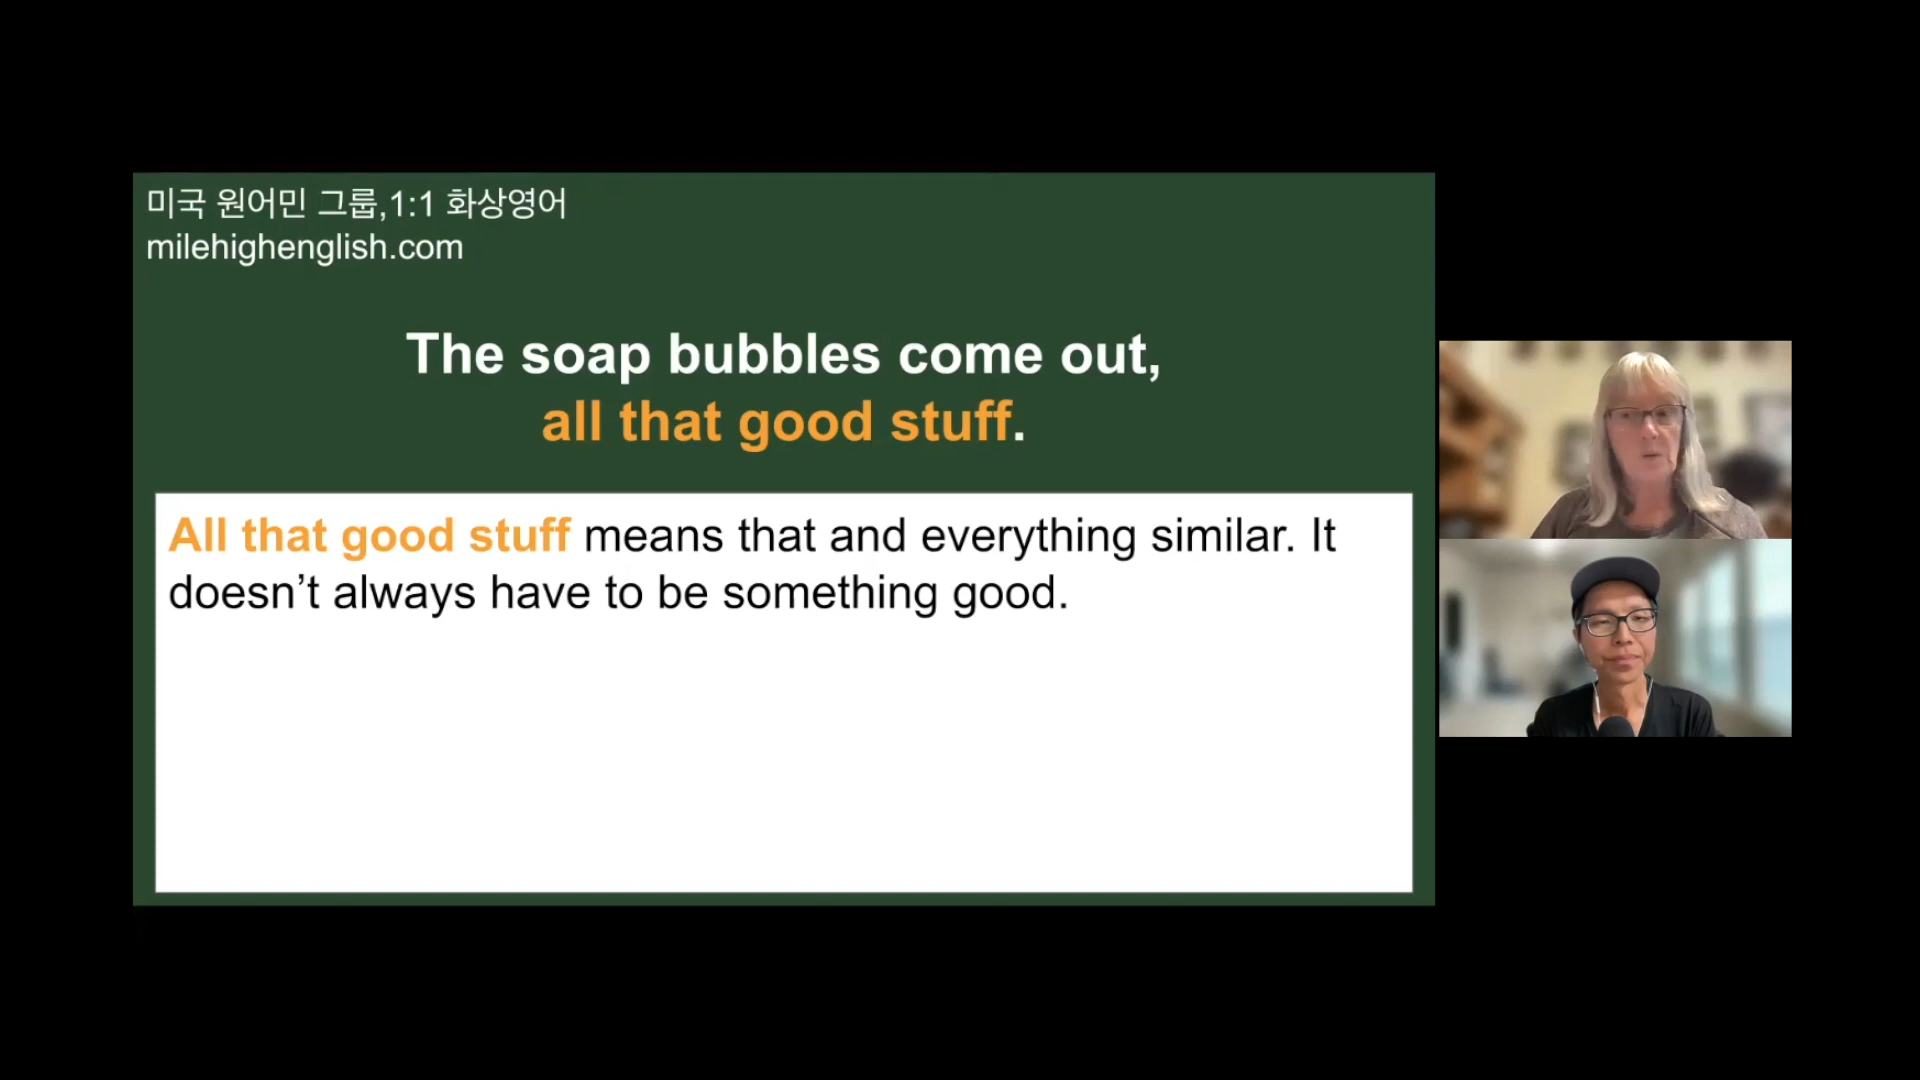 미국 원어민 그룹,1:1 화상영어
milehighenglish.com
The soap bubbles come out,
all that good stuff.
All that good stuff means that and everything similar. It
doesn’t always have to be something good.